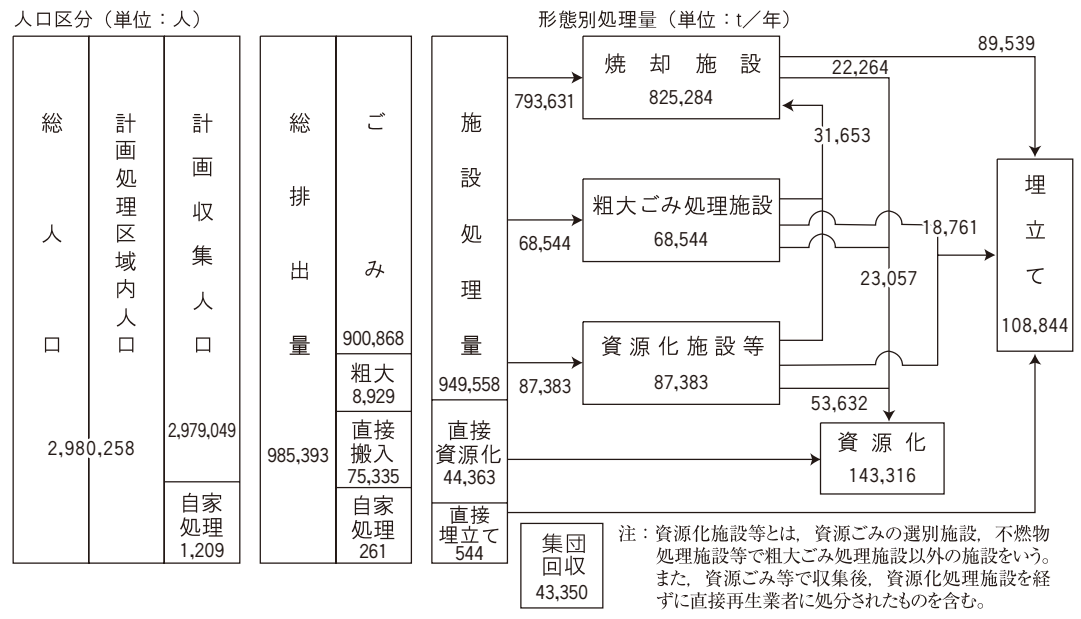 人口区分（単位：人）
形態別処理量（単位：t／年）
総人口
計画処理区域内人口
2,980,258
計画収集人口
2,979,049
自家
処理
1,209
総排出量
985,393
ごみ
900,868
粗大
8,929
直接
搬入
75,335
自家
処理
261
施設処理量
949,558
直接
資源化
44,363
直接
埋立て
544
793,631
焼却施設
825,284
89,539
22,264
31,653
68,544
粗大ごみ処理施設
68,544
18,761
23,057
87,383
資源化施設等
87,383
53,632
埋立て
108,844
資源化
143,316
集団
回収
43,350
注：資源化施設等とは，資源ごみの選別施設，不燃物
処理施設等で粗大ごみ処理施設以外の施設をいう。
また，資源ごみ等で収集後，資源化処理施設を経
ずに直接再生業者に処分されたものを含む。